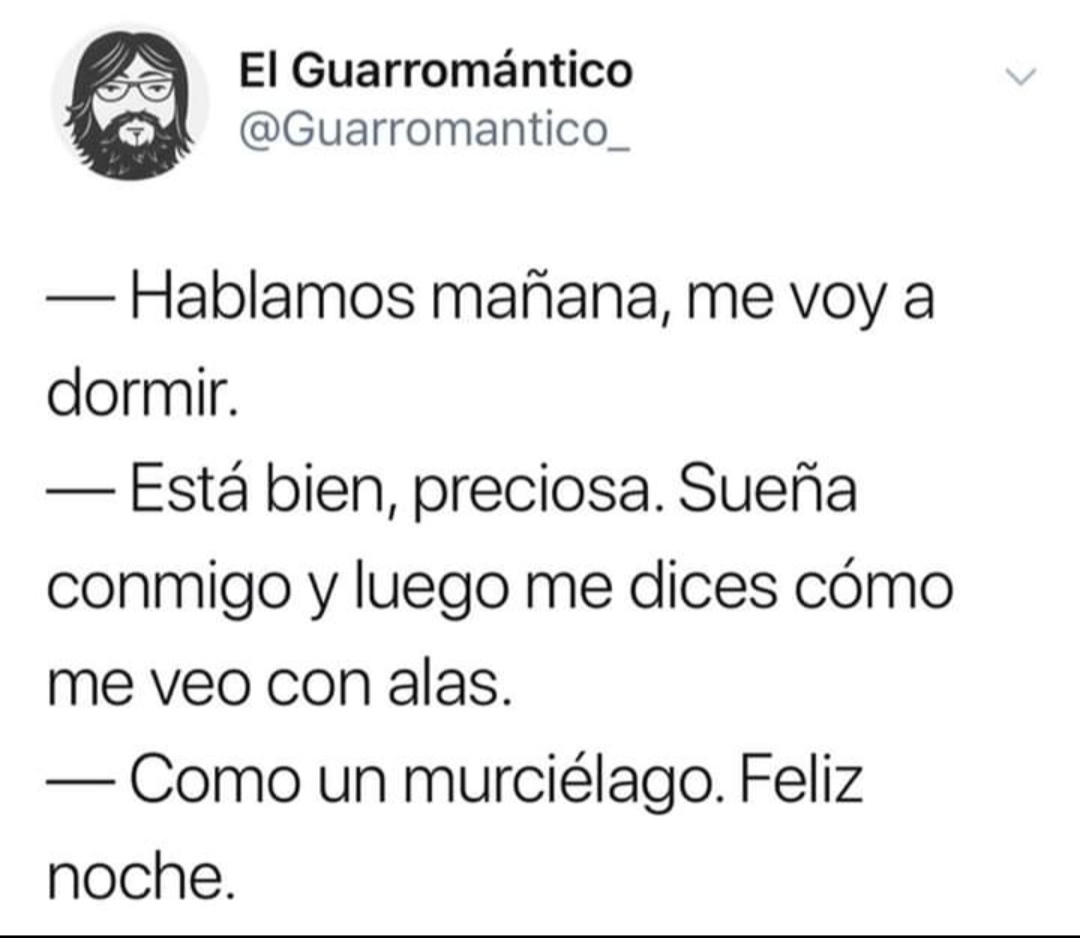 El Guarromántico
@Guarromantico_
— Hablamos mañana, me voy a
dormir.
— Está bien, preciosa. Sueña
conmigo y luego me dices cómo
me veo con alas.
— Como un murciélago. Feliz
noche.